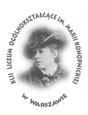 XLII LICEUM OGÓLNOKSZTAŁCĄCE IM. MARII KONOPNICKIEJ
W WARSZAWIE